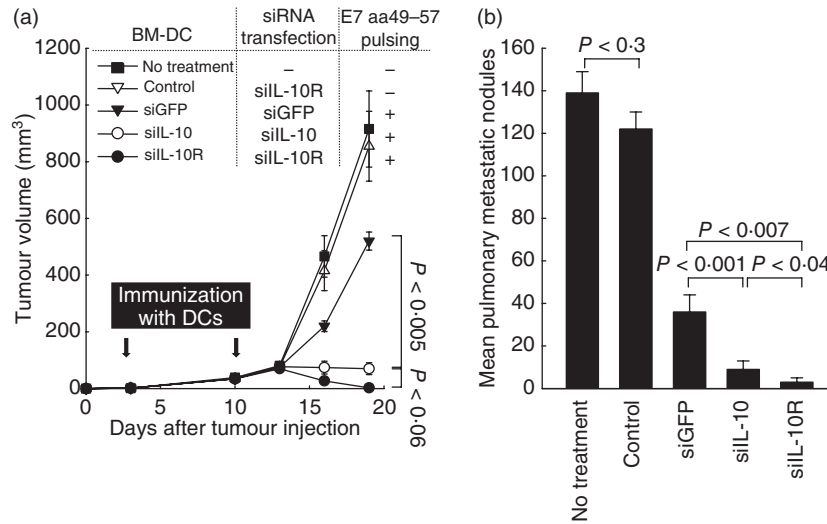 (a)
BM-DC
siRNA transfection
E7 aa49–57 pulsing
No treatment – –
Control siIL-10R –
siGFP siGFP +
siIL-10 siIL-10 +
siIL-10R siIL-10R +
Tumour volume (mm3)
1200
1000
800
600
400
200
0
Immunization
with DCs
P < 0·005
P < 0·06
0 5 10 15 20
Days after tumour injection
(b)
Mean pulmonary metastatic nodules
160
140
120
100
80
60
40
20
0
P < 0·3
P < 0·007
P < 0·001
P < 0·04
No treatment
Control
siGFP
siIL-10
siIL-10R